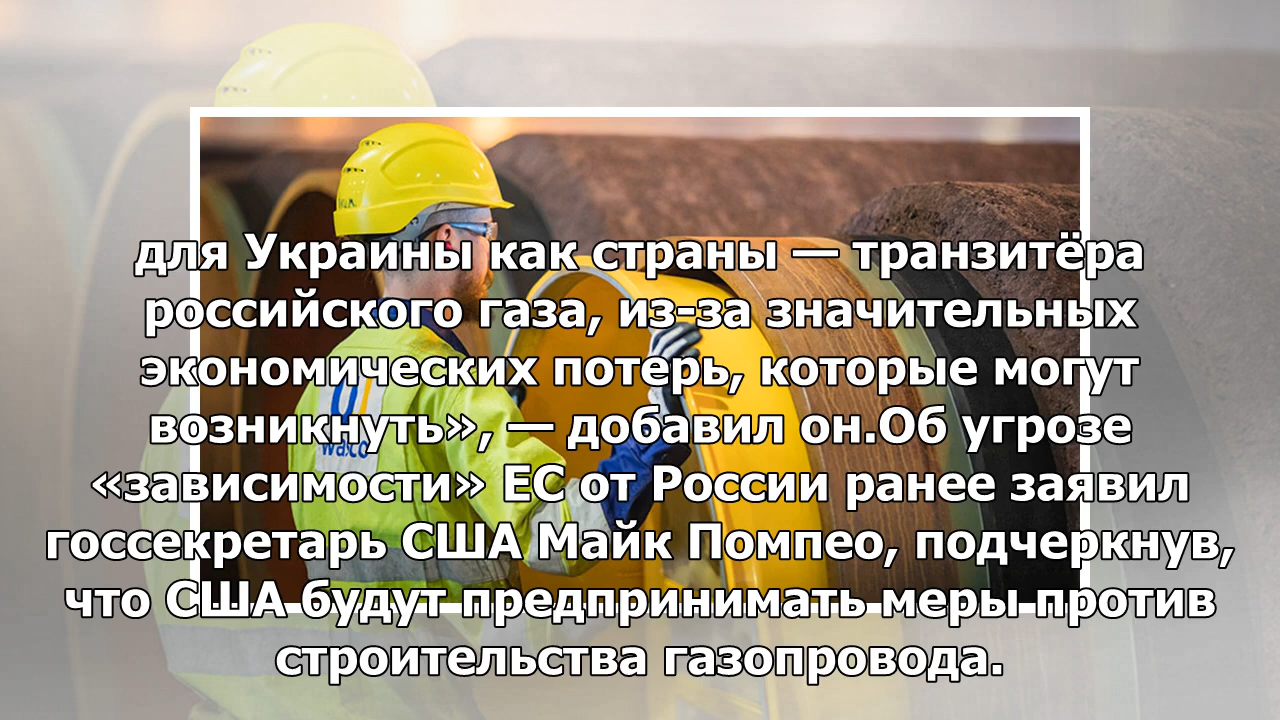 для Украины как страны — транзитёра
российского газа, из-за значительных
экономических потерь, которые могут
возникнуть», — добавил он.Об угрозе
«зависимости» ЕС от России ранее заявил
госсекретарь США Майк Помпео, подчеркнув,
что США будут предпринимать меры против
строительства газопровода.